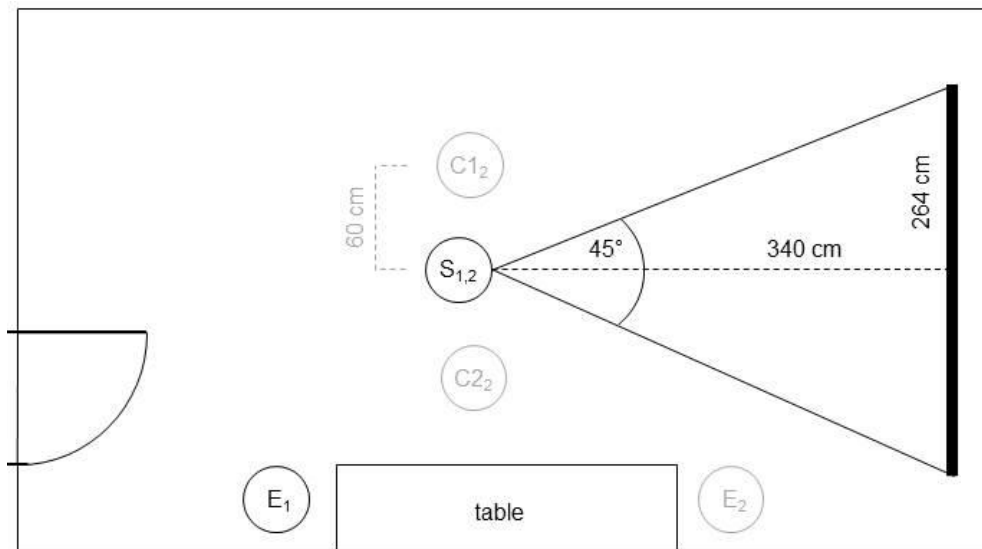 C1₂
60 cm
264 cm
45°
340 cm
S₁,₂
C2₂
E₁
table
E₂